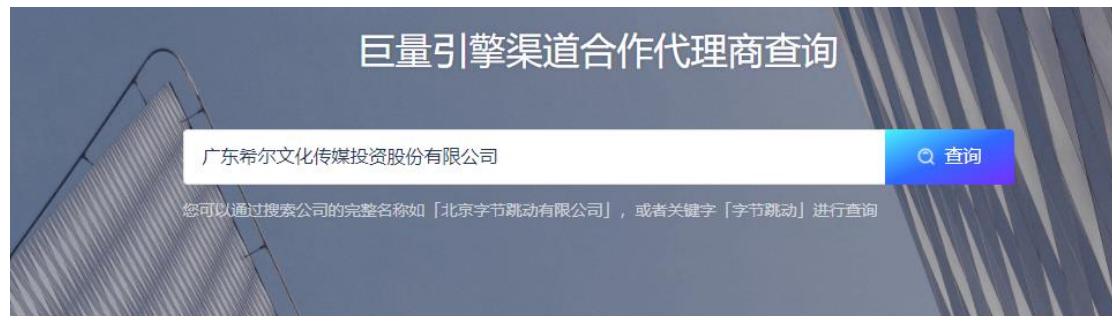 巨量引擎渠道合作代理商查询
广东希尔文化传媒投资股份有限公司
查询
您可以通过搜索公司的完整名称如「北京字节跳动有限公司」，或者关键字「字节跳动」进行查询